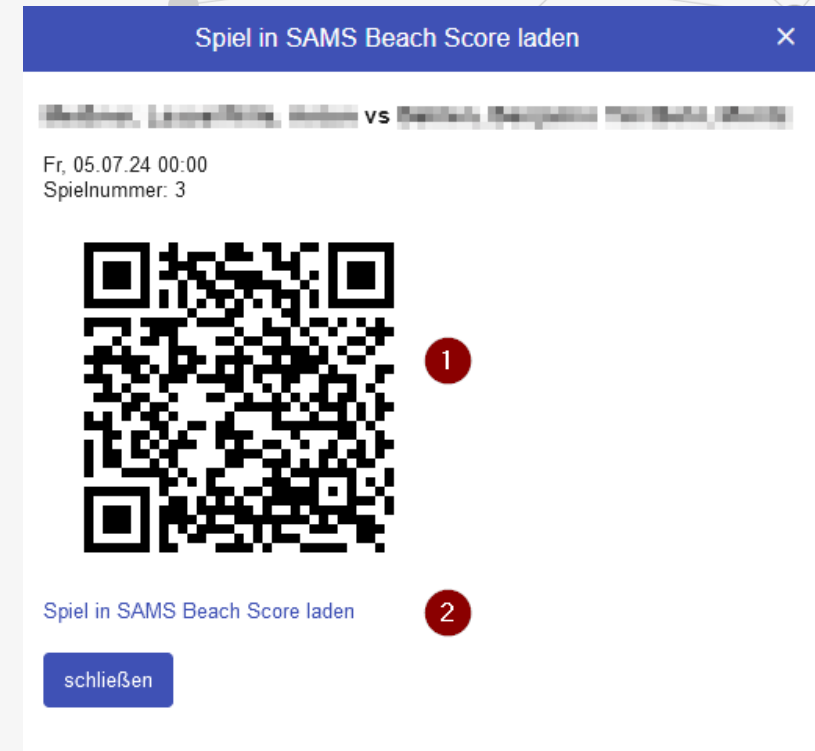 Spiel in SAMS Beach Score laden ×
vs
Fr, 05.07.24 00:00
Spielnummer: 3
1
Spiel in SAMS Beach Score laden
2
schließen